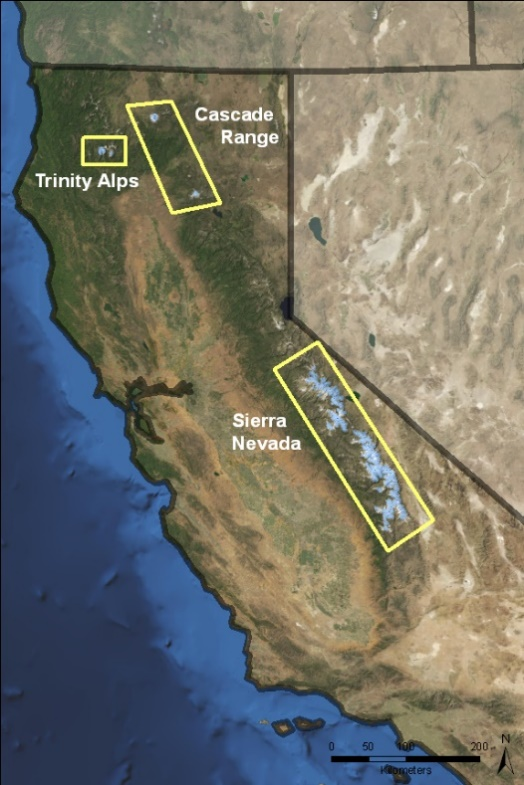 Cascade
Range
Trinity Alps
Sierra
Nevada
N
0 50 100 200
Kilometers